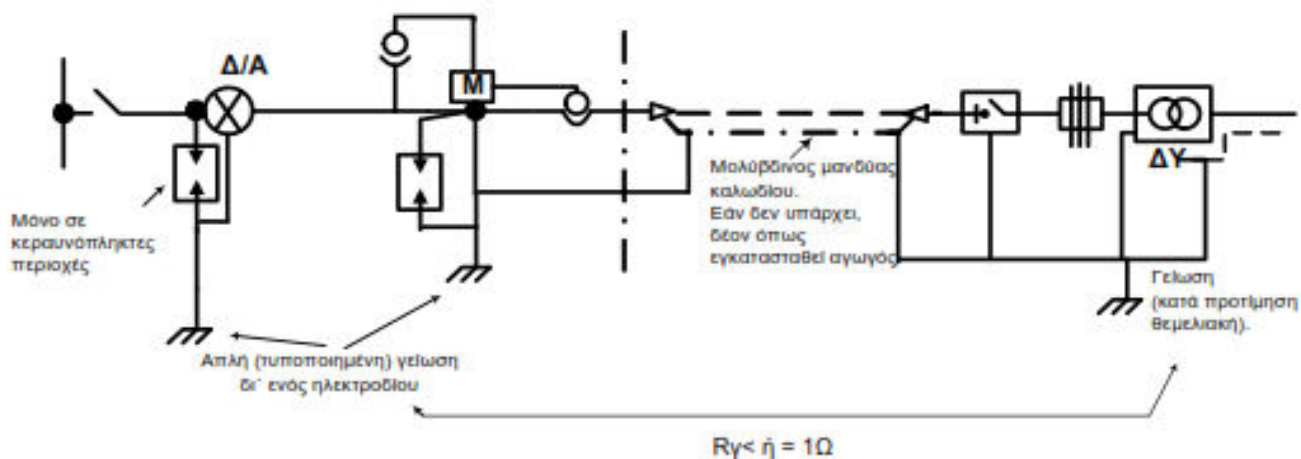 Δ/Α
Μ
ΔΥ
Μόνο σε
κεραυνόπληκτες
περιοχές
Μολύβδινος μανδύας
καλωδίου.
Εάν δεν υπάρχει,
δέον όπως
εγκατασταθεί αγωγός
Γείωση
(κατά προτίμηση
θεμελιακή).
Απλή (τυποποιημένη) γείωση
δι΄ ενός ηλεκτροδίου
Rγ< ή = 1Ω